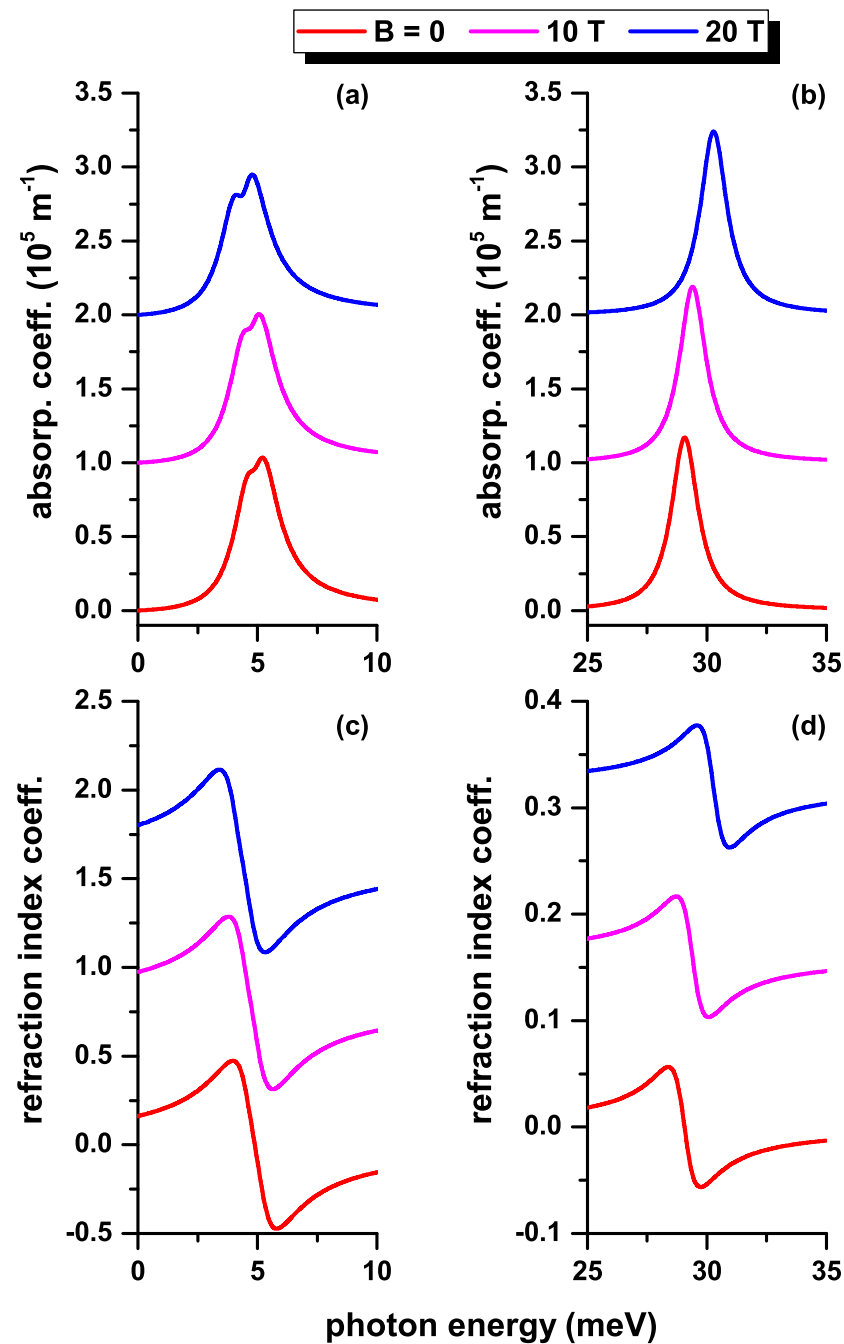 B = 0 10 T 20 T
(a)
absorp. coeff. (10⁵ m⁻¹)
3.5
3.0
2.5
2.0
1.5
1.0
0.5
0.0
0 5 10
(b)
absorp. coeff. (10⁵ m⁻¹)
3.5
3.0
2.5
2.0
1.5
1.0
0.5
0.0
25 30 35
(c)
refraction index coeff.
2.5
2.0
1.5
1.0
0.5
0.0
-0.5
0 5 10
(d)
refraction index coeff.
0.4
0.3
0.2
0.1
0.0
-0.1
25 30 35
photon energy (meV)